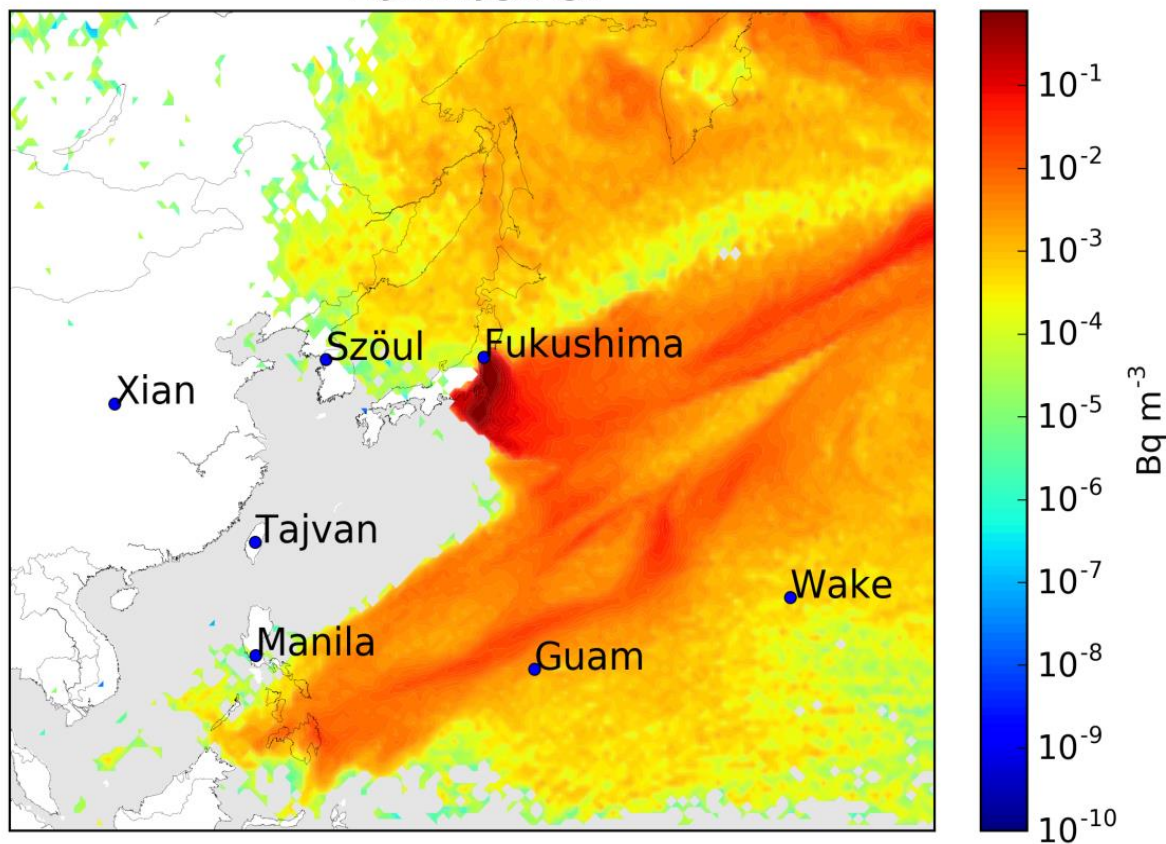 Szöul
Fukushima
Xian
Tajvan
Wake
Manila
Guam
10⁻¹
10⁻²
10⁻³
10⁻⁴
10⁻⁵
10⁻⁶
10⁻⁷
10⁻⁸
10⁻⁹
10⁻¹⁰
Bq m⁻³